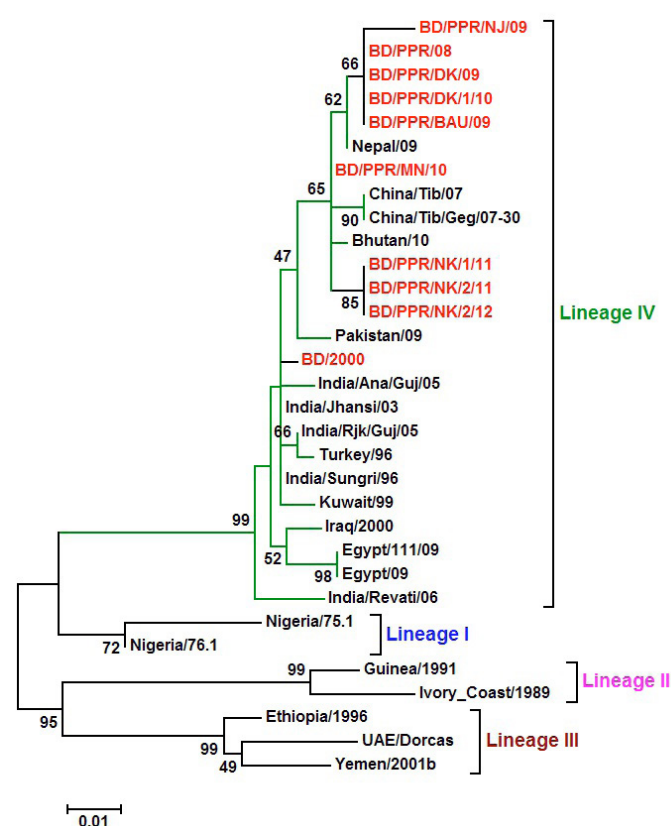 BD/PPR/NJ/09
BD/PPR/08
66
BD/PPR/DK/09
62
BD/PPR/DK/1/10
BD/PPR/BAU/09
Nepal/09
BD/PPR/MN/10
65
China/Tib/07
90
China/Tib/Geg/07-30
Bhutan/10
47
BD/PPR/NK/1/11
BD/PPR/NK/2/11
85
BD/PPR/NK/2/12
Lineage IV
Pakistan/09
BD/2000
India/Ana/Guj/05
India/Jhansi/03
66
India/Rjk/Guj/05
Turkey/96
India/Sungri/96
Kuwait/99
99
Iraq/2000
52
Egypt/111/09
98
Egypt/09
India/Revati/06
Nigeria/75.1
Lineage I
72
Nigeria/76.1
99
Guinea/1991
Lineage II
Ivory_Coast/1989
95
Ethiopia/1996
99
UAE/Dorcas
Lineage III
49
Yemen/2001b
0.01